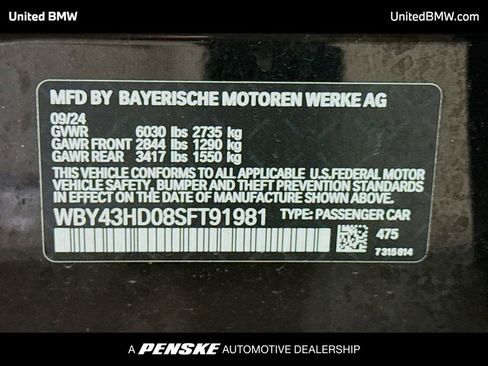 United BMW
UnitedBMW.com
MFD BY BAYERISCHE MOTOREN WERKE AG
09/24
GVWR 6030 lbs 2735 kg
GAWR FRONT 2844 lbs 1290 kg
GAWR REAR 3417 lbs 1550 kg
THIS VEHICLE CONFORMS TO ALL APPLICABLE U.S.FEDERAL MOTOR
VEHICLE SAFETY, BUMPER AND THEFT PREVENTION STANDARDS
IN EFFECT ON THE DATE OF MANUFACTURE SHOWN ABOVE.
WBY43HD08SFT91981 TYPE: PASSENGER CAR
475
7315614
A PENSKE AUTOMOTIVE DEALERSHIP